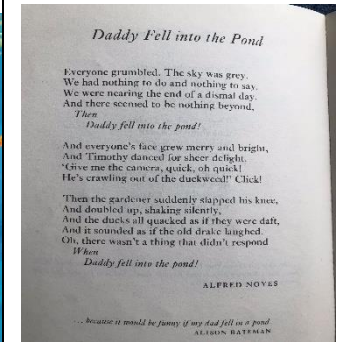 Daddy Fell into the Pond
Everyone grumbled. The sky was grey.
We had nothing to do and nothing to say.
We were nearing the end of a dismal day.
And there seemed to be nothing beyond,
Then
Daddy fell into the pond!
And everyone's face grew merry and bright,
And Timothy danced for sheer delight.
'Give me the camera, quick, oh quick!
He's crawling out of the duckweed!' Click!
Then the gardener suddenly slapped his knee,
And doubled up, shaking silently,
And the ducks all quacked as if they were daft,
And it sounded as if the old drake laughed.
Oh, there wasn't a thing that didn't respond
When
Daddy fell into the pond!
ALFRED NOYES
... because it would be funny if my dad fell in a pond
ALISON BATEMAN